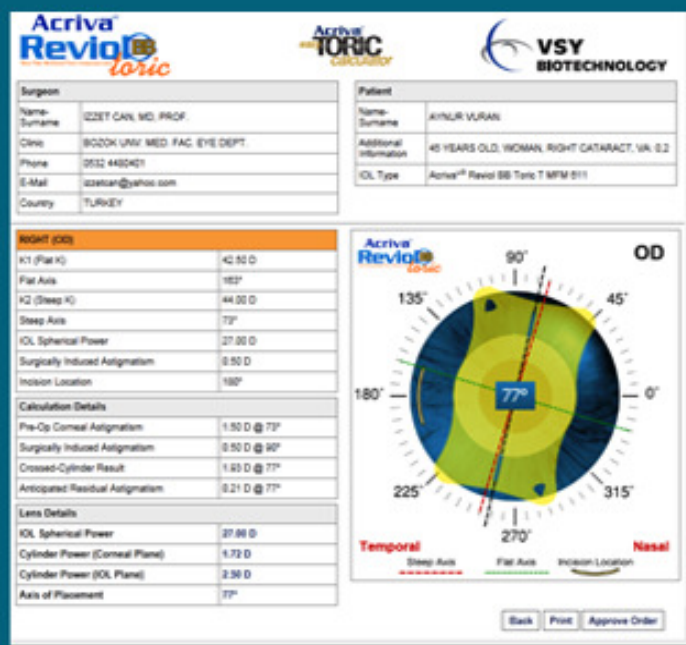 Acriva
Reviol BB
toric
Acriva
TORIC
calculator
VSY
BIOTECHNOLOGY
Surgeon
Name-Surname IZZET CAN, MD, PROF.
Clinic BOZOK UNV. MED. FAC. EYE DEPT.
Phone 0532 4480401
E-Mail izzetcan@yahoo.com
Country TURKEY
Patient
Name-Surname AYNUR VURAN
Additional Information 45 YEARS OLD, WOMAN, RIGHT CATARACT, VA: 0.2
IOL Type Acriva Reviol BB Toric T MFM 611
RIGHT (OD)
K1 (Flat K) 42.50 D
Flat Axis 163°
K2 (Steep K) 44.00 D
Steep Axis 73°
IOL Spherical Power 27.00 D
Surgically Induced Astigmatism 0.50 D
Incision Location 180°
Calculation Details
Pre-Op Corneal Astigmatism 1.50 D @ 73°
Surgically Induced Astigmatism 0.50 D @ 90°
Crossed-Cylinder Result 1.93 D @ 77°
Anticipated Residual Astigmatism 0.21 D @ 77°
Lens Details
IOL Spherical Power 27.00 D
Cylinder Power (Corneal Plane) 1.72 D
Cylinder Power (IOL Plane) 2.50 D
Axis of Placement 77°
Acriva
Reviol BB
toric
OD
90°
135° 45°
180° 77° 0°
225° 315°
270°
Temporal Nasal
Steep Axis Flat Axis Incision Location
Back Print Approve Order